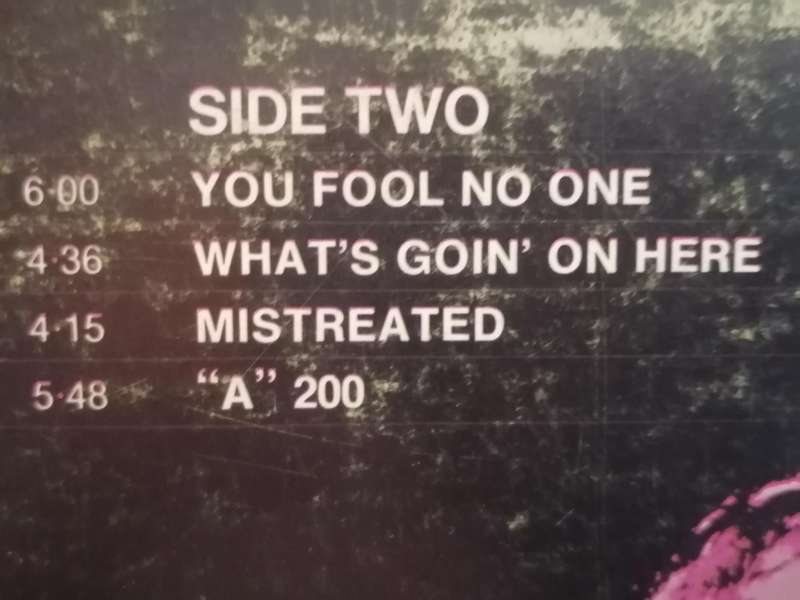 SIDE TWO
6·00 YOU FOOL NO ONE
4·36 WHAT'S GOIN' ON HERE
4·15 MISTREATED
5·48 “A” 200